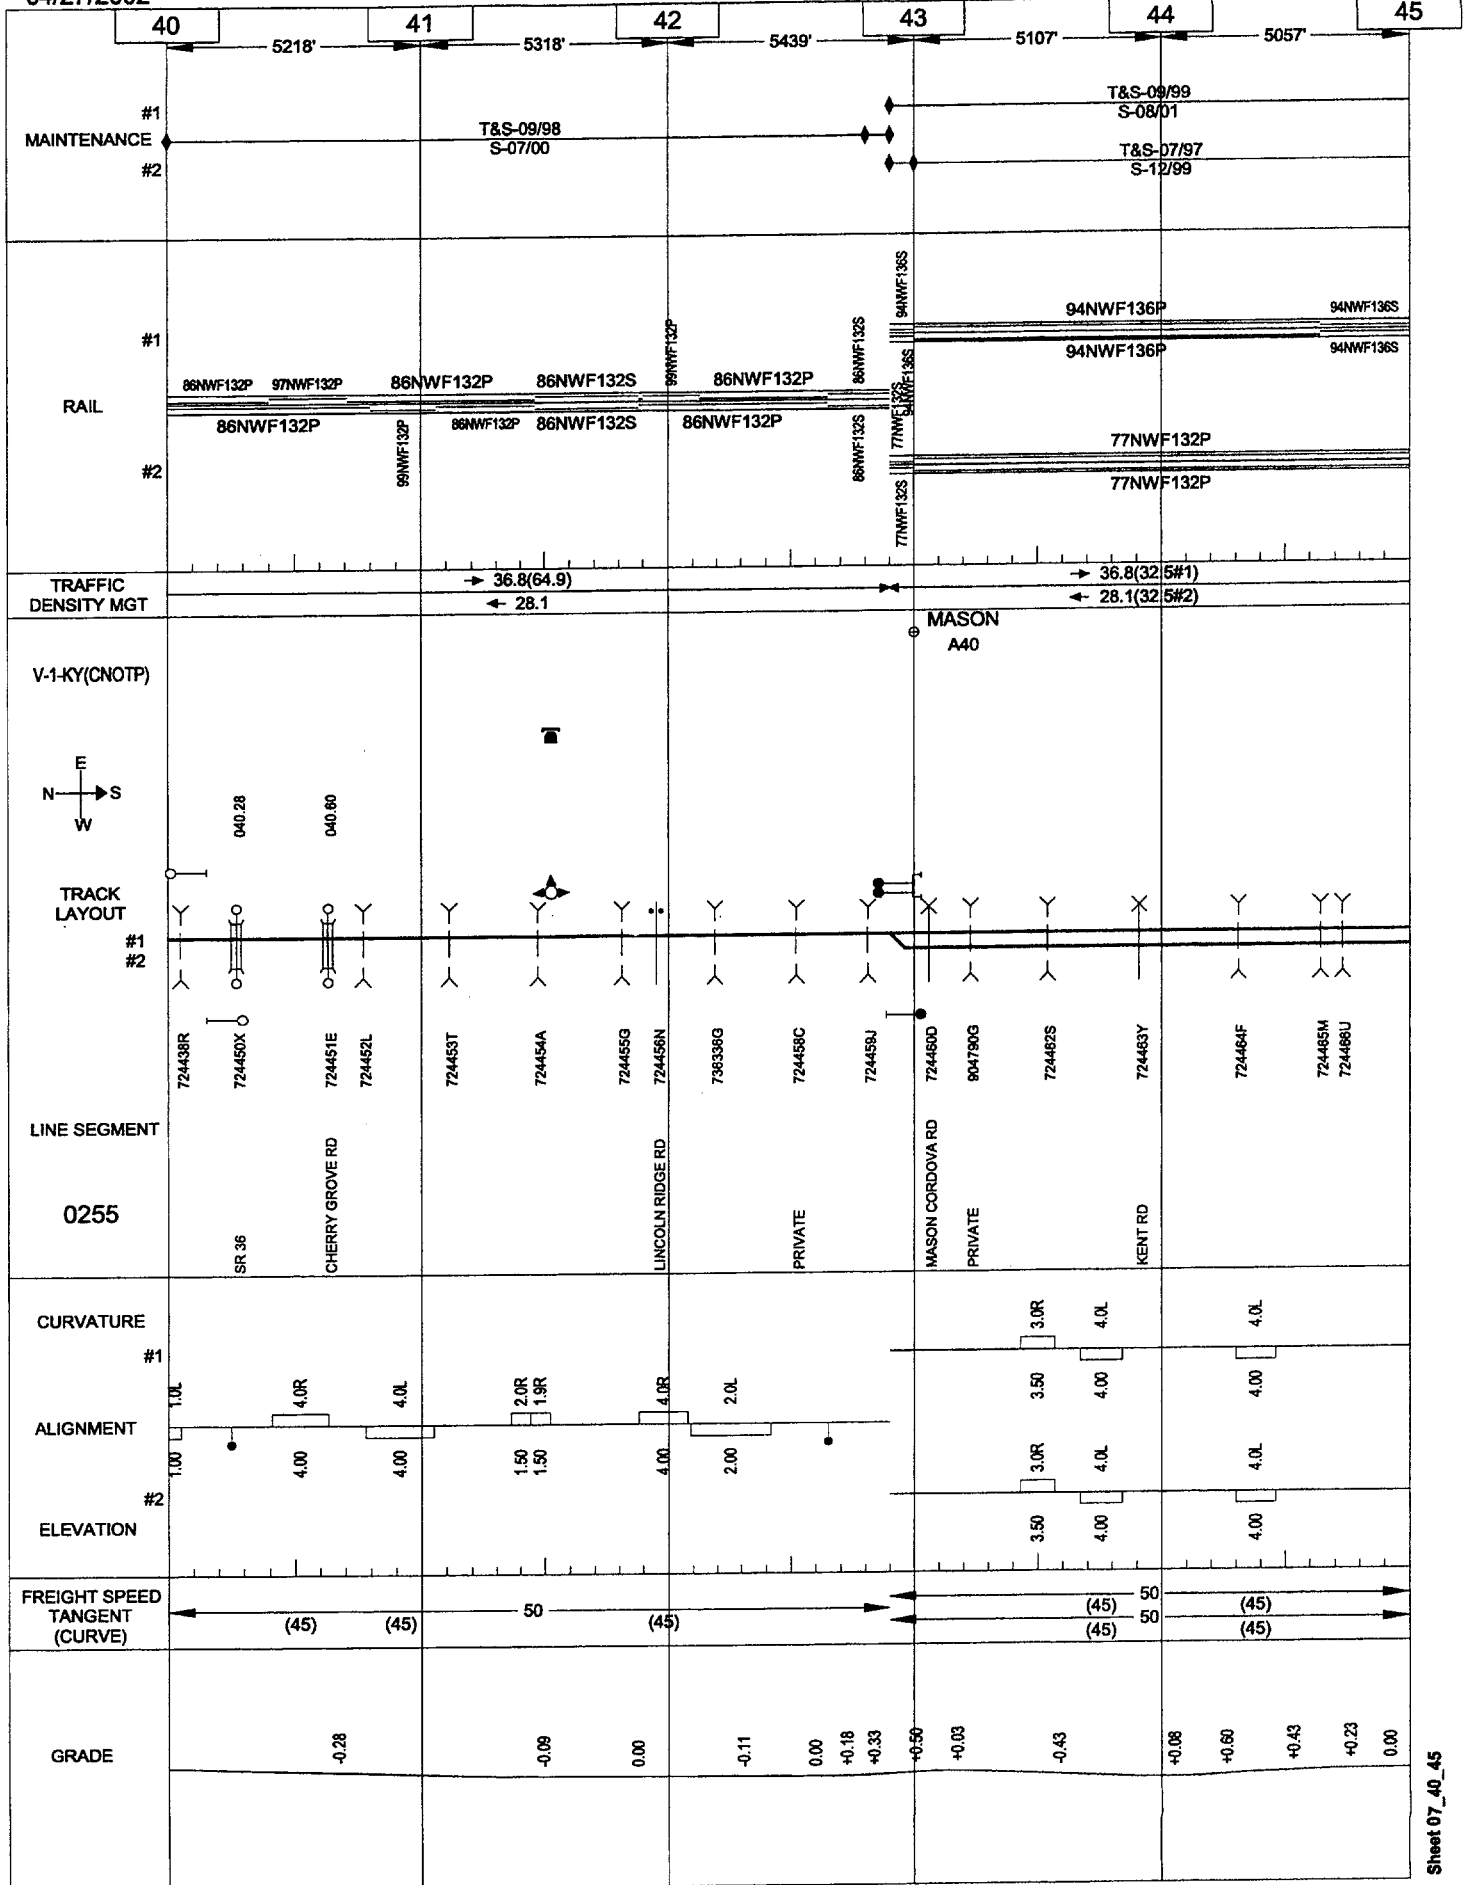 40 41 42 43 44 45
5218' 5318' 5439' 5107' 5057'
#1
MAINTENANCE
#2
T&S-09/98
S-07/00
T&S-09/99
S-08/01
T&S-07/97
S-12/99
#1
RAIL
#2
86NWF132P 97NWF132P 86NWF132P 86NWF132S 99NWF132P 86NWF132P 86NWF132S
86NWF132P 99NWF132P 86NWF132P 86NWF132S 86NWF132P 86NWF132S
94NWF136S 94NWF136P 94NWF136S
94NWF136S 94NWF136P 94NWF136S
77NWF132S 77NWF132P
77NWF132S 77NWF132P
TRAFFIC
DENSITY MGT
36.8(64.9)
28.1
36.8(32.5#1)
28.1(32.5#2)
MASON
A40
V-1-KY(CNOTP)
E
N S
W
040.28
040.60
TRACK
LAYOUT
#1
#2
724438R
724450X
724451E
724452L
724453T
724454A
724455G
724456N
736336G
724458C
724459J
724460D
904790G
724462S
724463Y
724464F
724465M
724466U
LINE SEGMENT
0255
SR 36
CHERRY GROVE RD
LINCOLN RIDGE RD
PRIVATE
MASON CORDOVA RD
PRIVATE
KENT RD
CURVATURE
#1
ALIGNMENT
#2
ELEVATION
1.0L 4.0R 4.0L 2.0R 1.9R 4.0R 2.0L
1.00 4.00 4.00 1.50 1.50 4.00 2.00
3.0R 4.0L 4.0L
3.50 4.00 4.00
3.0R 4.0L 4.0L
3.50 4.00 4.00
FREIGHT SPEED
TANGENT
(CURVE)
50
(45) (45) (45)
50
(45) (45)
50
(45) (45)
GRADE
-0.28 -0.09 0.00 -0.11 0.00 +0.18 +0.33 +0.50 +0.03 -0.43 +0.08 +0.60 +0.43 +0.23 0.00
Sheet 07_40_45